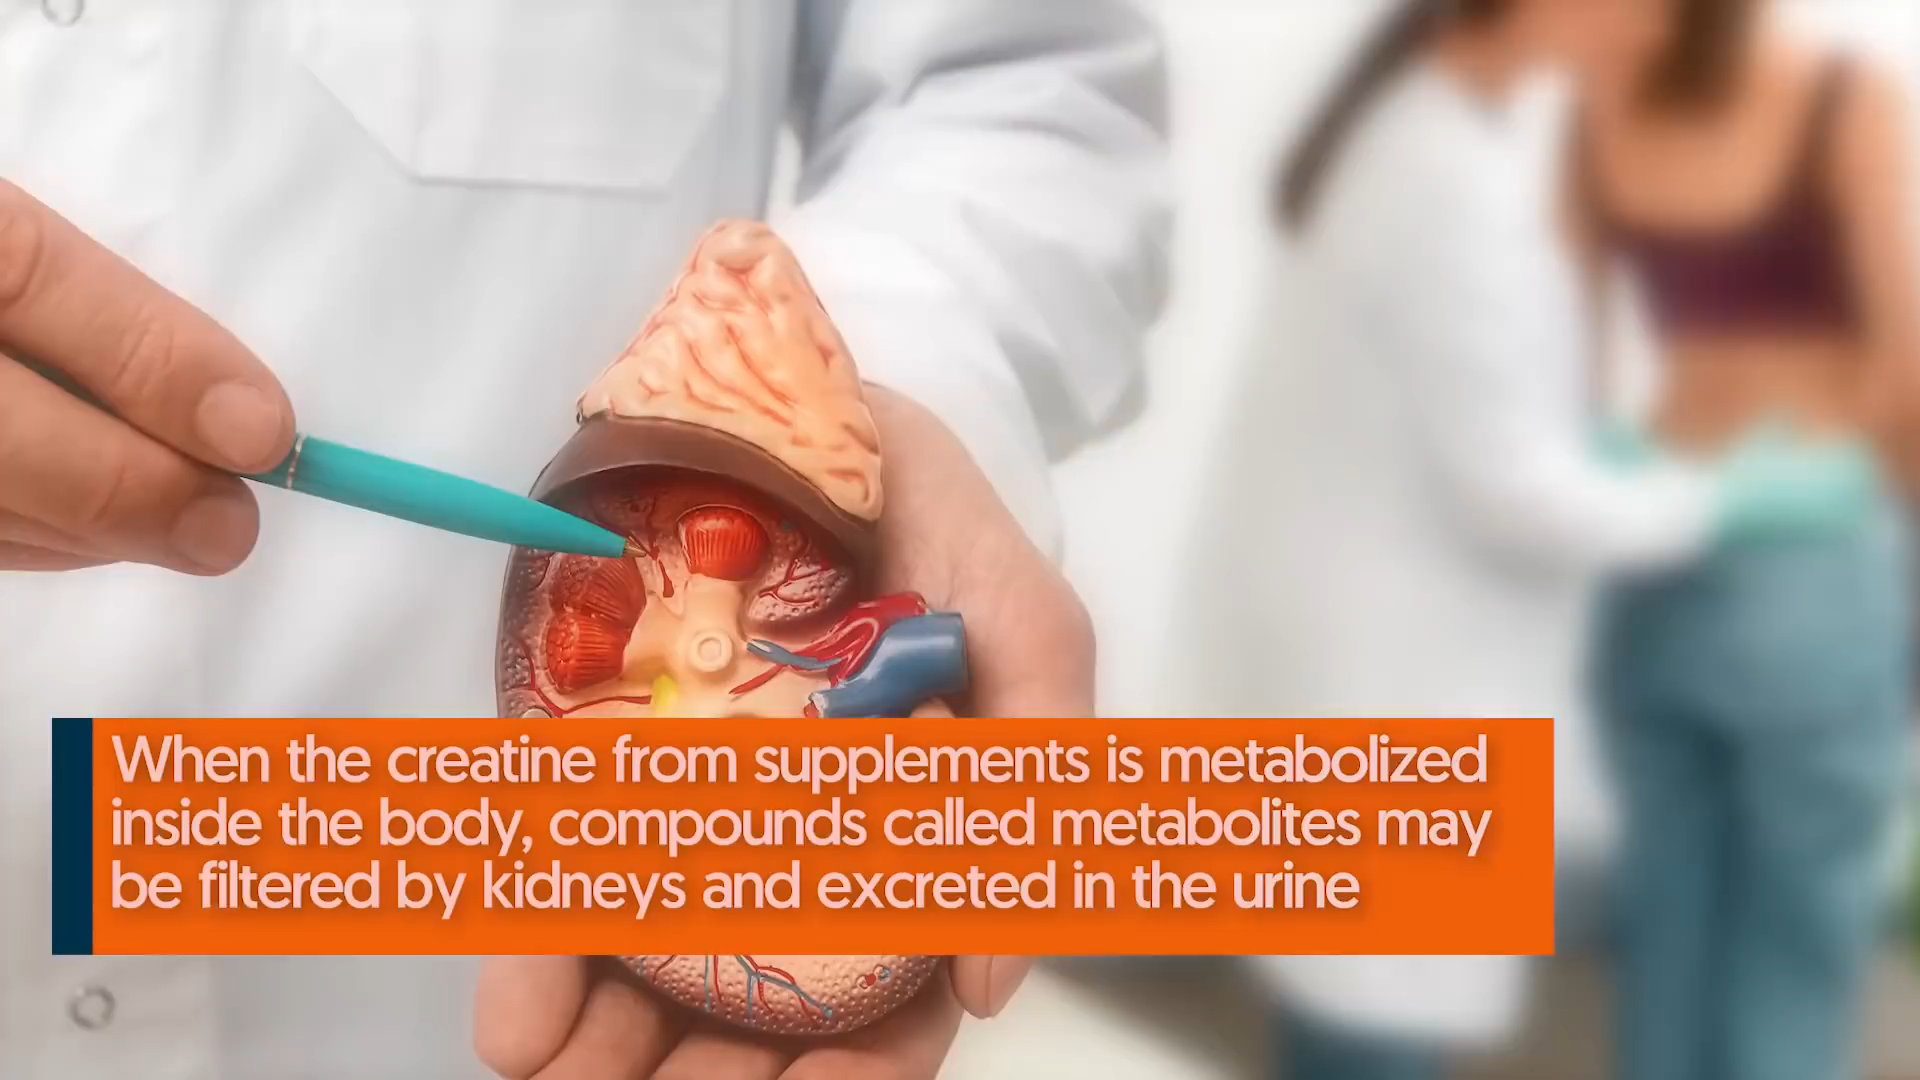 When the creatine from supplements is metabolized
inside the body, compounds called metabolites may
be filtered by kidneys and excreted in the urine